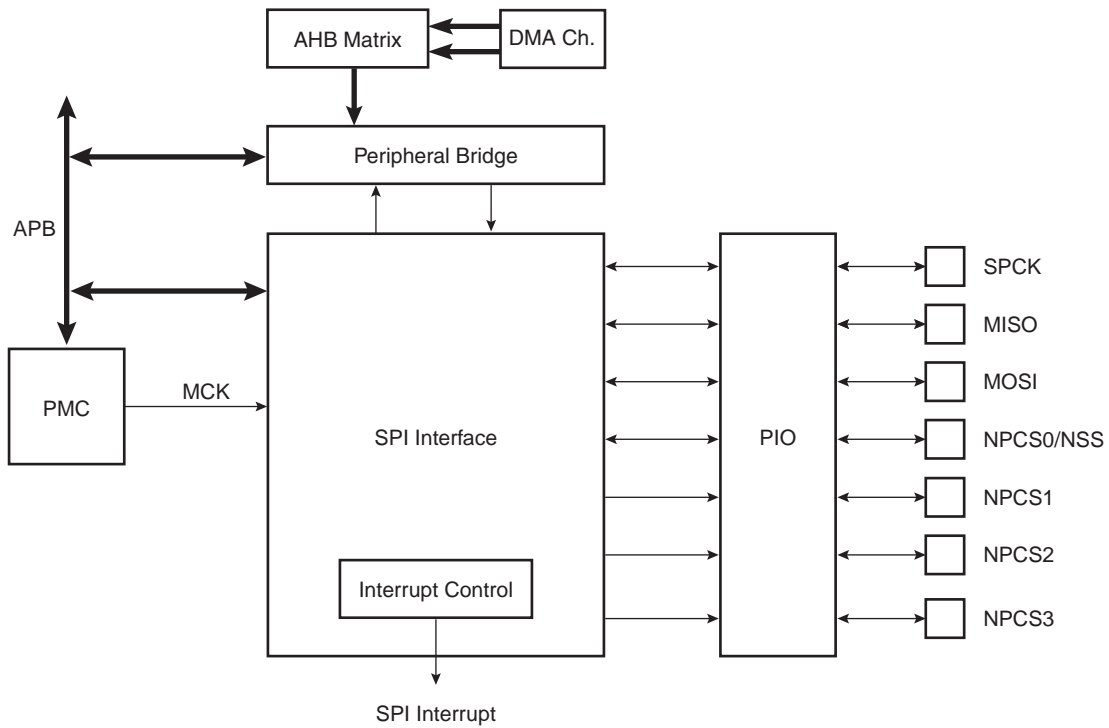 AHB Matrix
DMA Ch.
Peripheral Bridge
APB
SPCK
MISO
MOSI
PMC
MCK
SPI Interface
PIO
NPCS0/NSS
NPCS1
NPCS2
Interrupt Control
NPCS3
SPI Interrupt